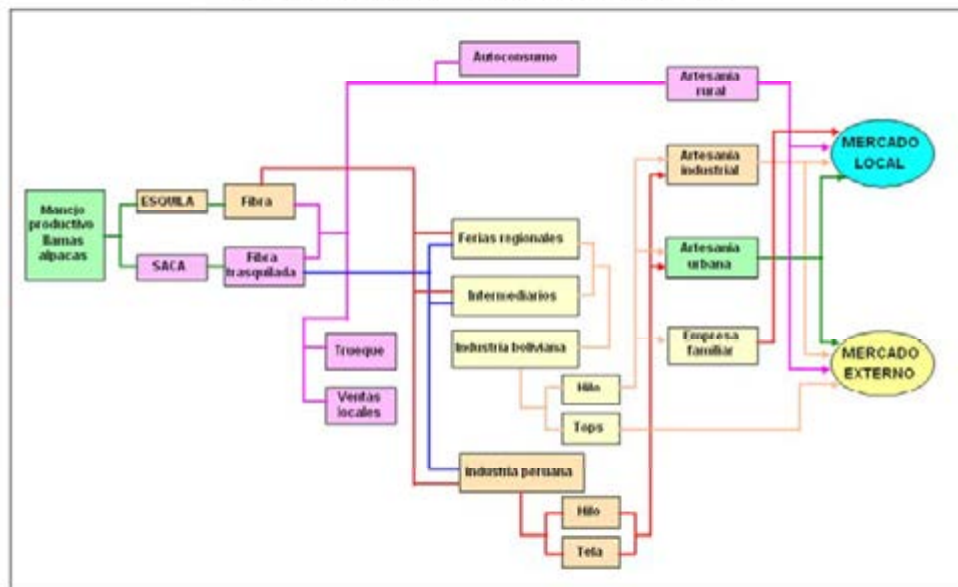 Autoconsumo
Artesanía
rural
MERCADO
LOCAL
Artesanía
industrial
Manejo
productivo
llamas
alpacas
ESQUILA
Fibra
SACA
Fibra
trasquilada
Ferias regionales
Artesanía
urbana
Intermediarios
Trueque
Industria boliviana
Empresa
familiar
MERCADO
EXTERNO
Ventas
locales
Hilo
Tops
Industria peruana
Hilo
Tela